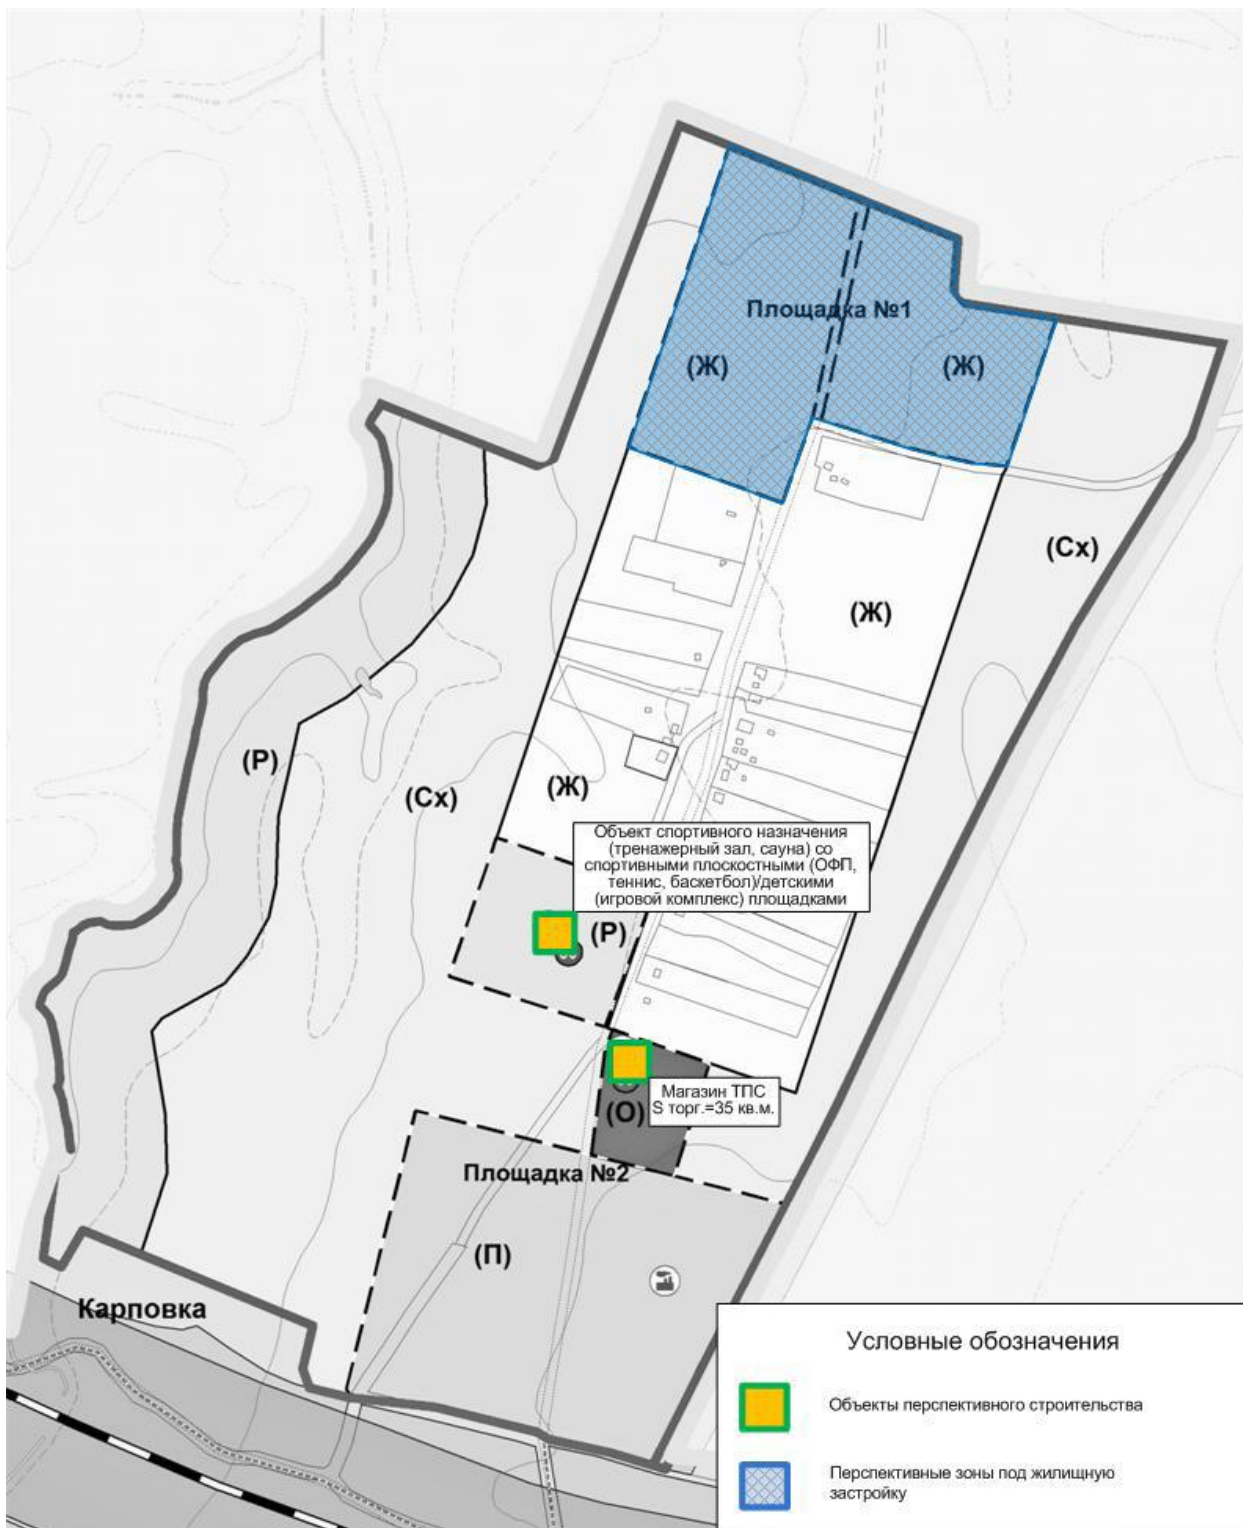 Площадка №1
(Ж)
(Ж)
(Сх)
(Ж)
(Р)
(Сх)
(Ж)
Объект спортивного назначения
(тренажерный зал, сауна) со
спортивными плоскостными (ОФП,
теннис, баскетбол)/детскими
(игровой комплекс) площадками
(Р)
Магазин ТПС
S торг.=35 кв.м.
(О)
Площадка №2
(П)
Карповка
Условные обозначения
Объекты перспективного строительства
Перспективные зоны под жилищную
застройку